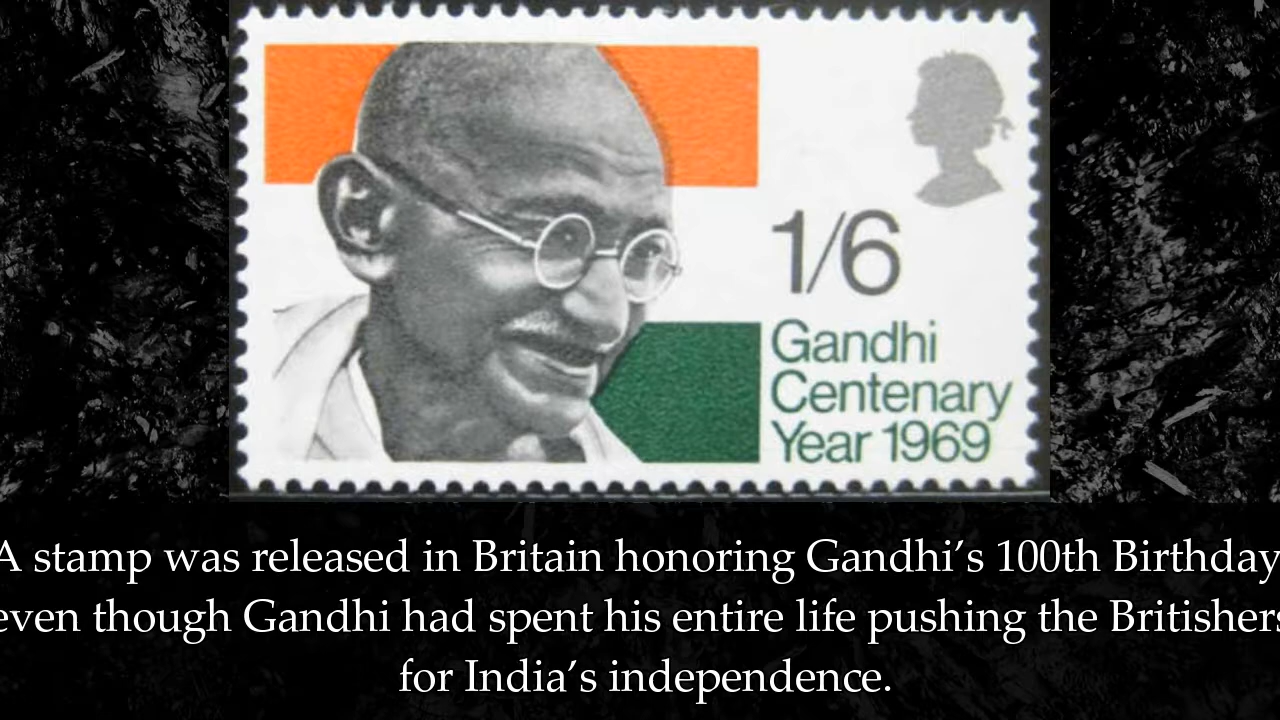 1/6
Gandhi
Centenary
Year 1969
A stamp was released in Britain honoring Gandhi’s 100th Birthday
even though Gandhi had spent his entire life pushing the Britishers
for India’s independence.